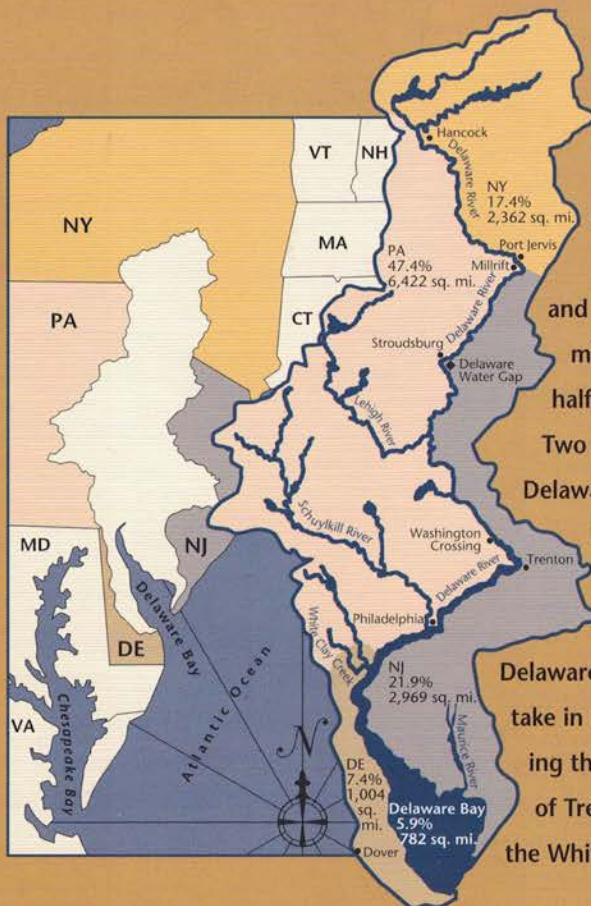 VT
NH
NY
MA
PA
CT
MD
NJ
DE
VA
Delaware Bay
Chesapeake Bay
Atlantic Ocean
N
Hancock
Delaware River
NY
17.4%
2,362 sq. mi.
Port Jervis
Millrift
PA
47.4%
6,422 sq. mi.
Delaware River
Stroudsburg
Delaware
Water Gap
Lehigh River
Schuylkill River
Washington
Crossing
Trenton
Delaware River
Philadelphia
White Clay Creek
NJ
21.9%
2,969 sq. mi.
Maurice River
DE
7.4%
1,004
sq.
mi.
Delaware Bay
5.9%
782 sq. mi.
Dover
and
m
half
Two
Delawa
Delaware
take in
ing th
of Tre
the Whi